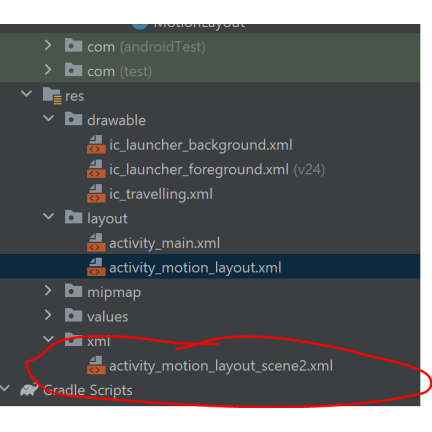 MotionLayout
com (androidTest)
com (test)
res
drawable
ic_launcher_background.xml
ic_launcher_foreground.xml (v24)
ic_travelling.xml
layout
activity_main.xml
activity_motion_layout.xml
mipmap
values
xml
activity_motion_layout_scene2.xml
Gradle Scripts